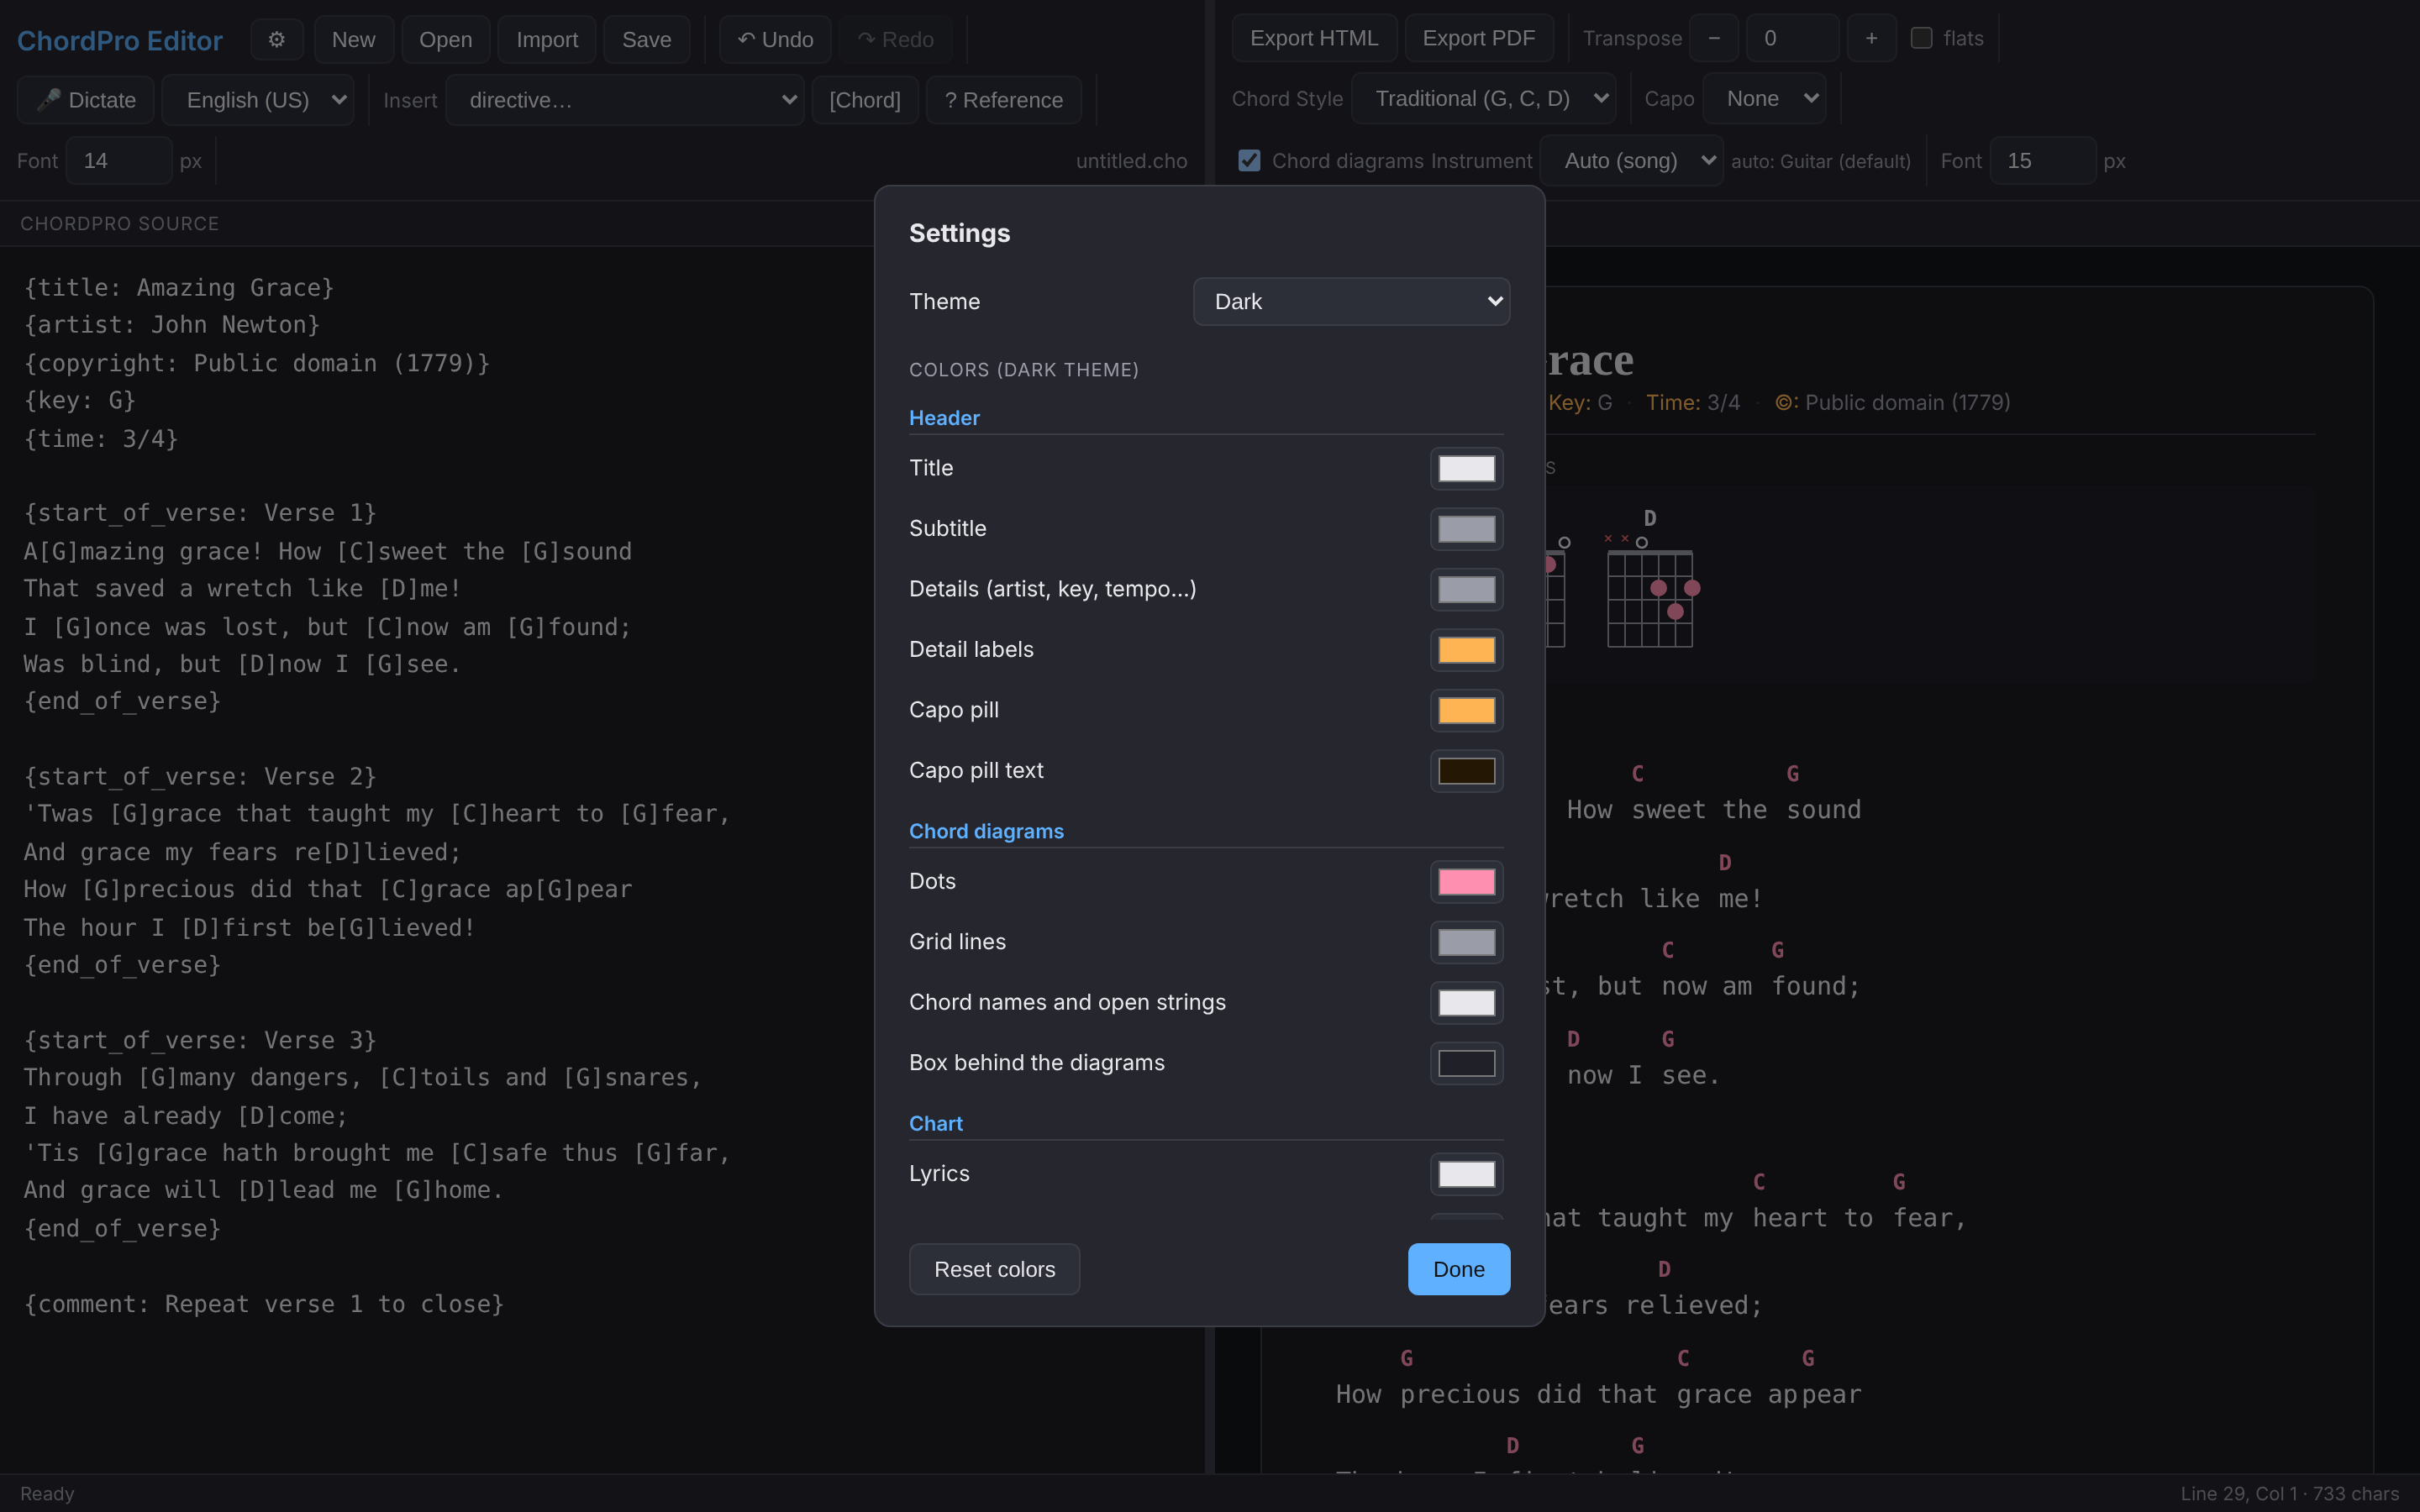 ChordPro Editor ⚙ New Open Import Save ↶ Undo ↷ Redo
🎤 Dictate English (US) Insert directive… [Chord] ? Reference
Font 14 px untitled.cho
Export HTML Export PDF Transpose − 0 + flats
Chord Style Traditional (G, C, D) Capo None
Chord diagrams Instrument Auto (song) auto: Guitar (default) Font 15 px
CHORDPRO SOURCE
{title: Amazing Grace}
{artist: John Newton}
{copyright: Public domain (1779)}
{key: G}
{time: 3/4}
{start_of_verse: Verse 1}
A[G]mazing grace! How [C]sweet the [G]sound
That saved a wretch like [D]me!
I [G]once was lost, but [C]now am [G]found;
Was blind, but [D]now I [G]see.
{end_of_verse}
{start_of_verse: Verse 2}
'Twas [G]grace that taught my [C]heart to [G]fear,
And grace my fears re[D]lieved;
How [G]precious did that [C]grace ap[G]pear
The hour I [D]first be[G]lieved!
{end_of_verse}
{start_of_verse: Verse 3}
Through [G]many dangers, [C]toils and [G]snares,
I have already [D]come;
'Tis [G]grace hath brought me [C]safe thus [G]far,
And grace will [D]lead me [G]home.
{end_of_verse}
{comment: Repeat verse 1 to close}
Settings
Theme Dark
COLORS (DARK THEME)
Header
Title
Subtitle
Details (artist, key, tempo…)
Detail labels
Capo pill
Capo pill text
Chord diagrams
Dots
Grid lines
Chord names and open strings
Box behind the diagrams
Chart
Lyrics
Reset colors Done
race
Key: G · Time: 3/4 · ©: Public domain (1779)
S
D
C G
How sweet the sound
D
retch like me!
C G
st, but now am found;
D G
now I see.
C G
hat taught my heart to fear,
D
ears relieved;
G C G
How precious did that grace appear
D G
Ready
Line 29, Col 1 · 733 chars